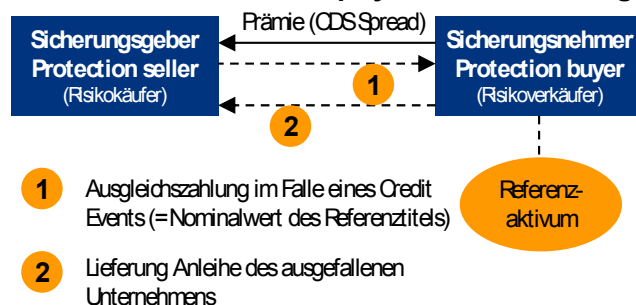 Prämie (CDS Spread)
Sicherungsgeber
Protection seller
(Risikokäufer)
Sicherungsnehmer
Protection buyer
(Risikoverkäufer)
1
2
1 Ausgleichszahlung im Falle eines Credit
Events (= Nominalwert des Referenztitels)
Referenz-
aktivum
2 Lieferung Anleihe des ausgefallenen
Unternehmens